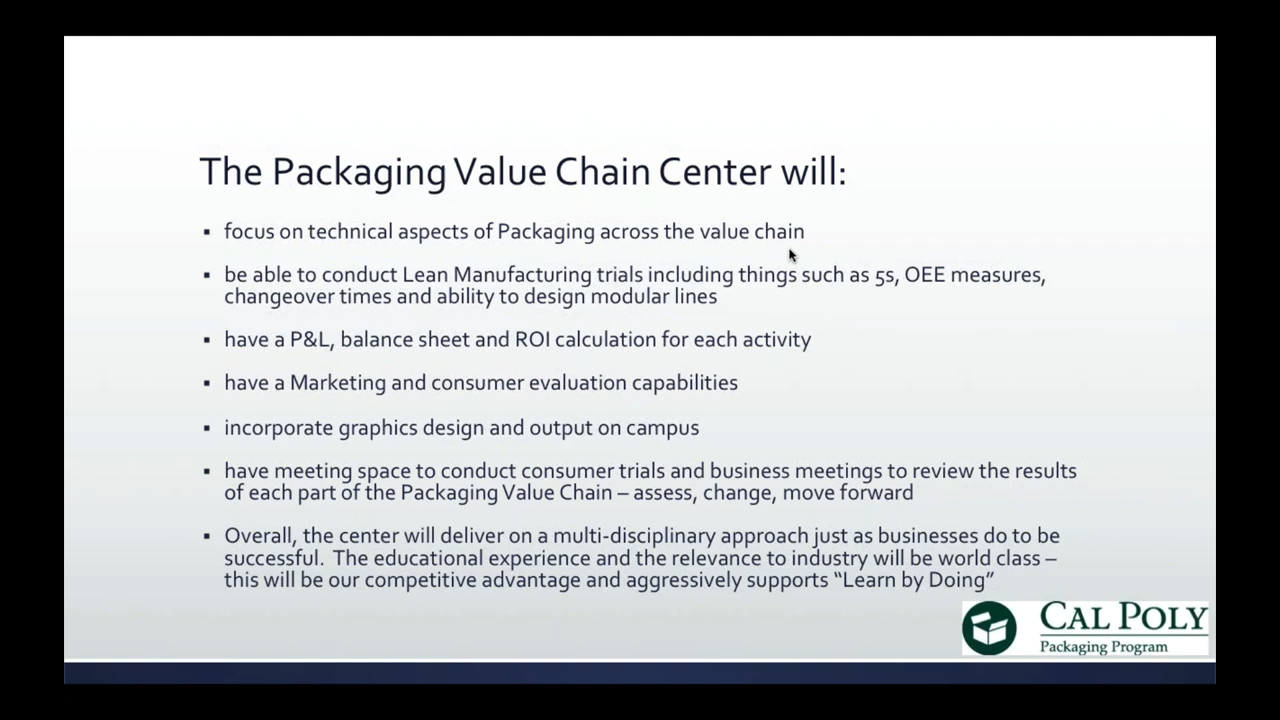 The Packaging Value Chain Center will:
▪ focus on technical aspects of Packaging across the value chain
▪ be able to conduct Lean Manufacturing trials including things such as 5s, OEE measures,
changeover times and ability to design modular lines
▪ have a P&L, balance sheet and ROI calculation for each activity
▪ have a Marketing and consumer evaluation capabilities
▪ incorporate graphics design and output on campus
▪ have meeting space to conduct consumer trials and business meetings to review the results
of each part of the Packaging Value Chain – assess, change, move forward
▪ Overall, the center will deliver on a multi-disciplinary approach just as businesses do to be
successful.  The educational experience and the relevance to industry will be world class –
this will be our competitive advantage and aggressively supports “Learn by Doing”
CAL POLY
Packaging Program